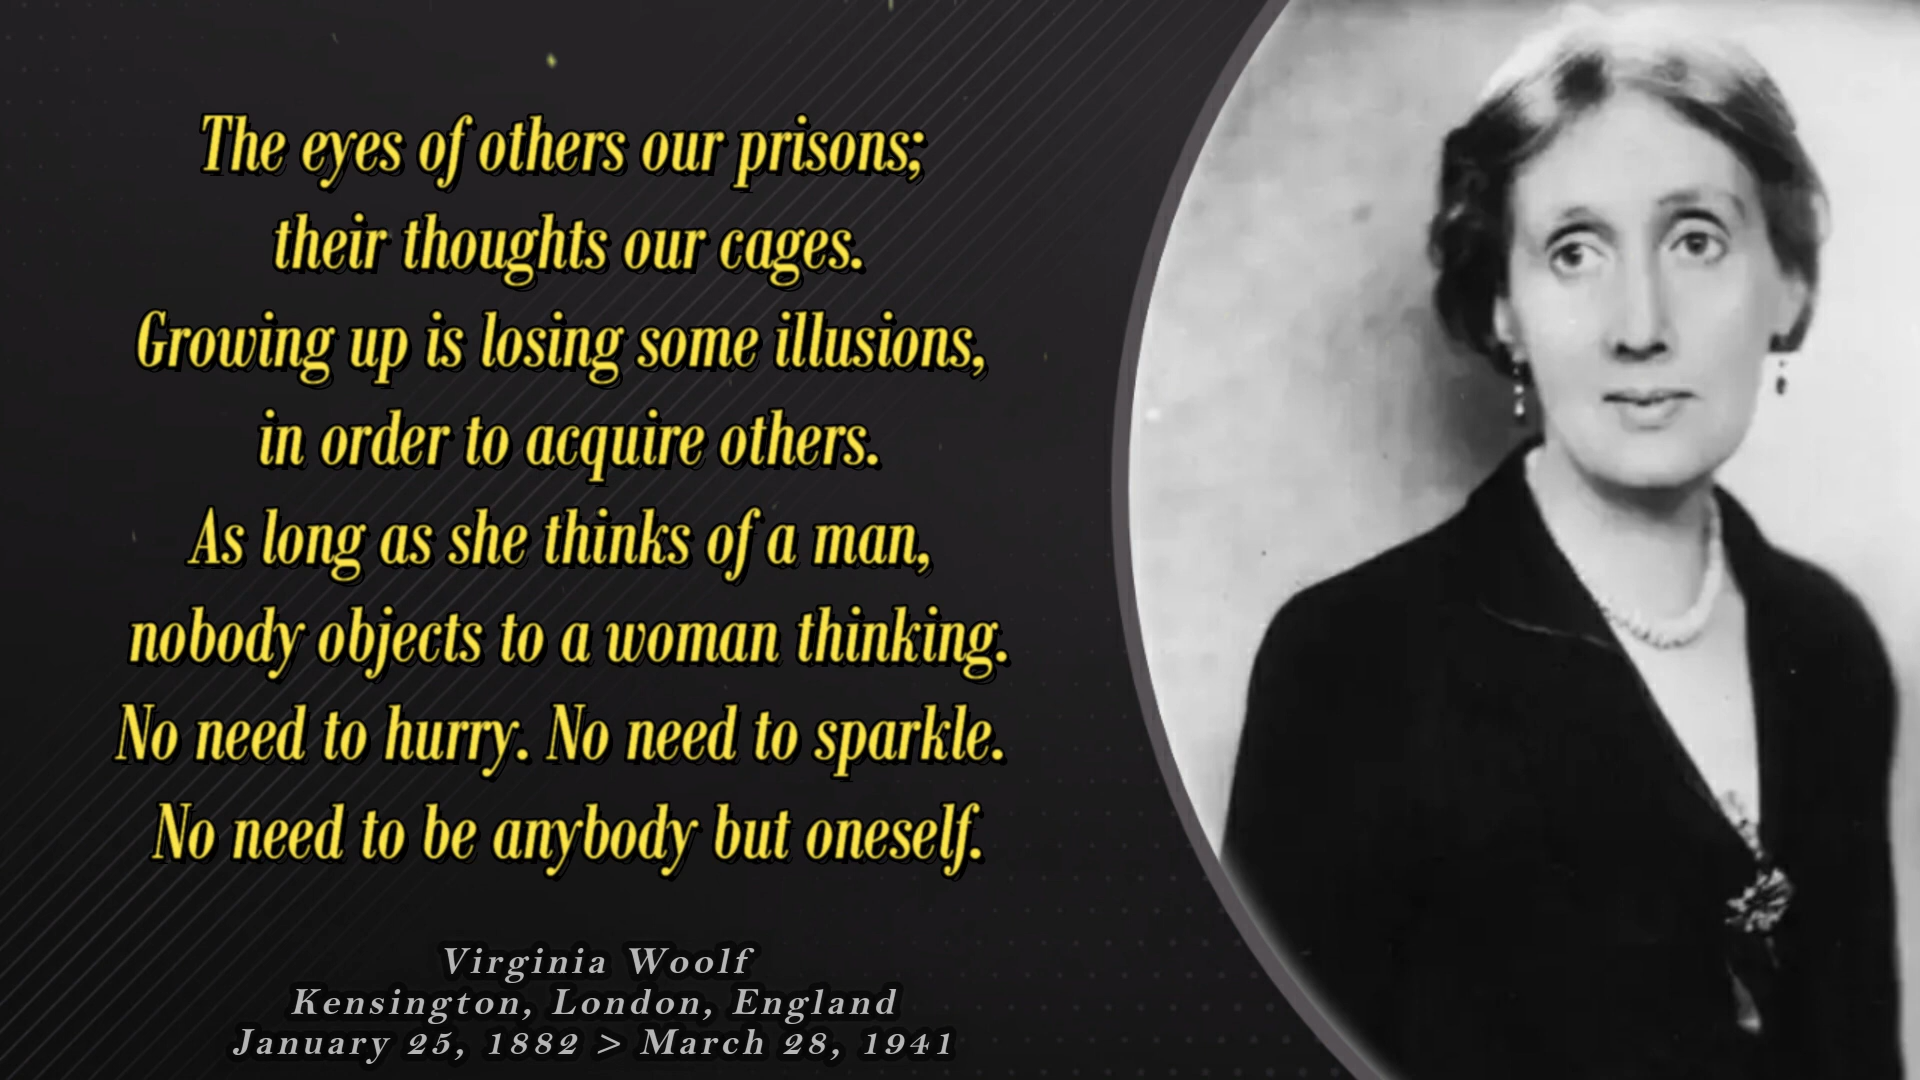 The eyes of others our prisons;
their thoughts our cages.
Growing up is losing some illusions,
in order to acquire others.
As long as she thinks of a man,
nobody objects to a woman thinking.
No need to hurry. No need to sparkle.
No need to be anybody but oneself.
Virginia Woolf
Kensington, London, England
January 25, 1882 > March 28, 1941